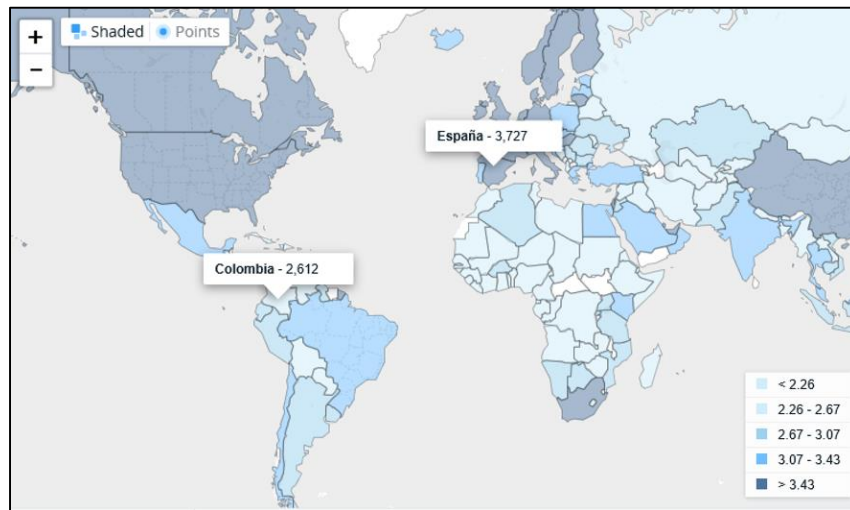 +
−
Shaded
Points
España - 3,727
Colombia - 2,612
< 2.26
2.26 - 2.67
2.67 - 3.07
3.07 - 3.43
> 3.43